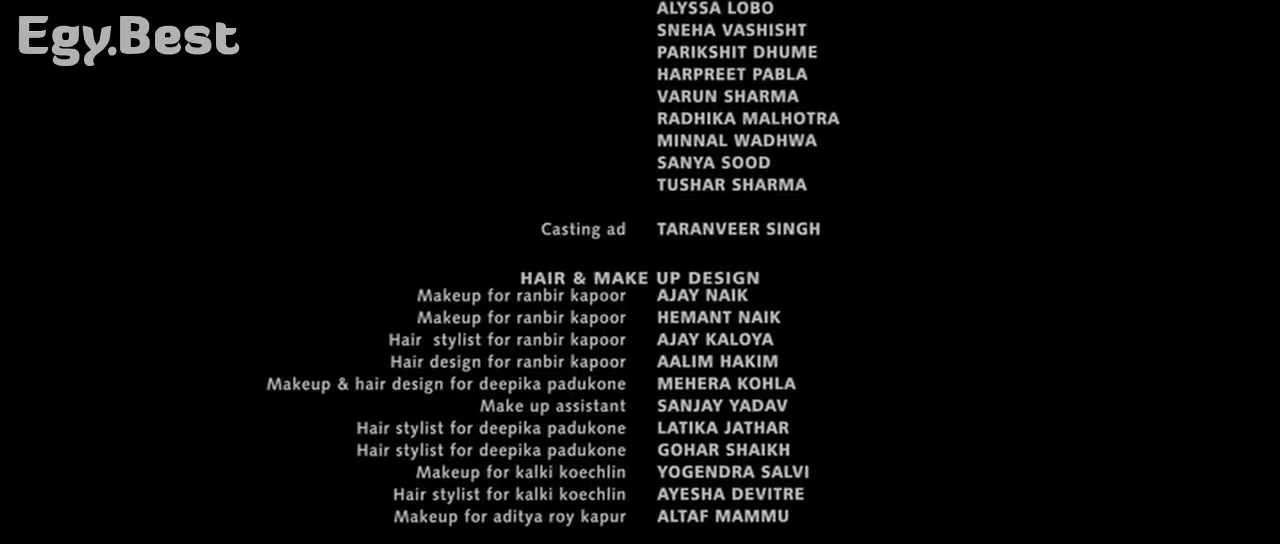 Egy.Best
ALYSSA LOBO
SNEHA VASHISHT
PARIKSHIT DHUME
HARPREET PABLA
VARUN SHARMA
RADHIKA MALHOTRA
MINNAL WADHWA
SANYA SOOD
TUSHAR SHARMA
Casting ad TARANVEER SINGH
HAIR & MAKE UP DESIGN
Makeup for ranbir kapoor AJAY NAIK
Makeup for ranbir kapoor HEMANT NAIK
Hair stylist for ranbir kapoor AJAY KALOYA
Hair design for ranbir kapoor AALIM HAKIM
Makeup & hair design for deepika padukone MEHERA KOHLA
Make up assistant SANJAY YADAV
Hair stylist for deepika padukone LATIKA JATHAR
Hair stylist for deepika padukone GOHAR SHAIKH
Makeup for kalki koechlin YOGENDRA SALVI
Hair stylist for kalki koechlin AYESHA DEVITRE
Makeup for aditya roy kapur ALTAF MAMMU